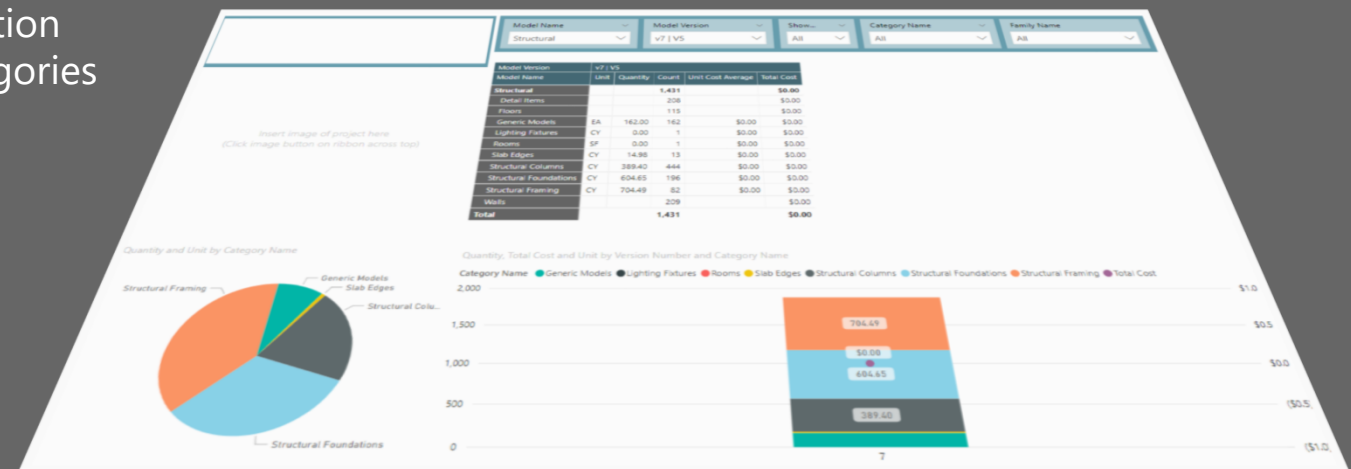 tion
gories
Model Name
Structural
Model Version
v7 | V5
Show...
All
Category Name
All
Family Name
All
Model Version v7 | V5
Model Name Unit Quantity Count Unit Cost Average Total Cost
Structural 1,431 $0.00
Detail Items 208 $0.00
Floors 115 $0.00
Generic Models EA 162.00 162 $0.00 $0.00
Lighting Fixtures CY 0.00 1 $0.00 $0.00
Rooms SF 0.00 1 $0.00 $0.00
Slab Edges CY 14.98 13 $0.00 $0.00
Structural Columns CY 389.40 444 $0.00 $0.00
Structural Foundations CY 604.65 196 $0.00 $0.00
Structural Framing CY 704.49 82 $0.00 $0.00
Walls 209 $0.00
Total 1,431 $0.00
Insert image of project here
(Click image button on ribbon across top)
Quantity and Unit by Category Name
Generic Models
Slab Edges
Structural Colu...
Structural Framing
Structural Foundations
Quantity, Total Cost and Unit by Version Number and Category Name
Category Name Generic Models Lighting Fixtures Rooms Slab Edges Structural Columns Structural Foundations Structural Framing Total Cost
2,000 $1.0
1,500 704.49 $0.5
$0.00
1,000 $0.0
604.65
500 ($0.5)
389.40
0 ($1.0)
7